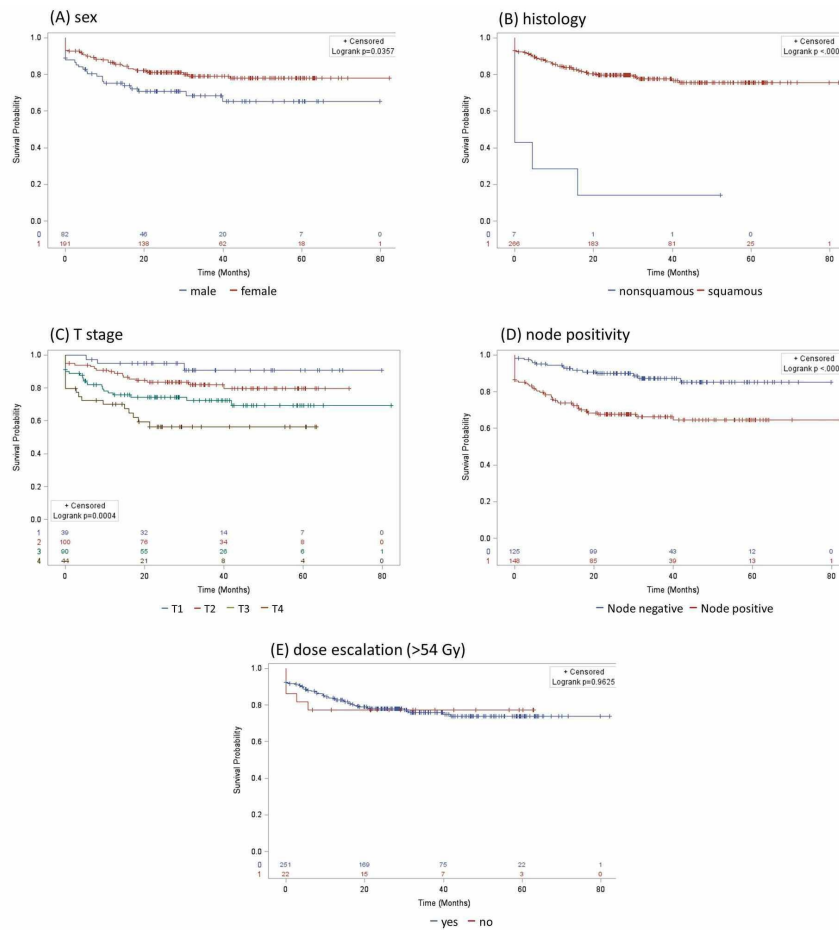 (A) sex
+ Censored
Logrank p=0.0357
Survival Probability
1.0
0.8
0.6
0.4
0.2
0.0
0 82 46 20 7 0
1 191 138 62 18 1
0 20 40 60 80
Time (Months)
male female
(B) histology
+ Censored
Logrank p <.000
Survival Probability
1.0
0.8
0.6
0.4
0.2
0.0
0 7 1 1 0
1 266 183 81 25 1
0 20 40 60 80
Time (Months)
nonsquamous squamous
(C) T stage
Survival Probability
1.0
0.8
0.6
0.4
0.2
0.0
+ Censored
Logrank p=0.0004
1 39 32 14 7 0
2 100 76 34 8 0
3 90 55 26 6 1
4 44 21 8 4 0
0 20 40 60 80
Time (Months)
T1 T2 T3 T4
(D) node positivity
+ Censored
Logrank p <.000
Survival Probability
1.0
0.8
0.6
0.4
0.2
0.0
0 125 99 43 12 0
1 148 85 39 13 1
0 20 40 60 80
Time (Months)
Node negative Node positive
(E) dose escalation (>54 Gy)
+ Censored
Logrank p=0.9625
Survival Probability
1.0
0.8
0.6
0.4
0.2
0.0
0 251 169 75 22 1
1 22 15 7 3 0
0 20 40 60 80
Time (Months)
yes no